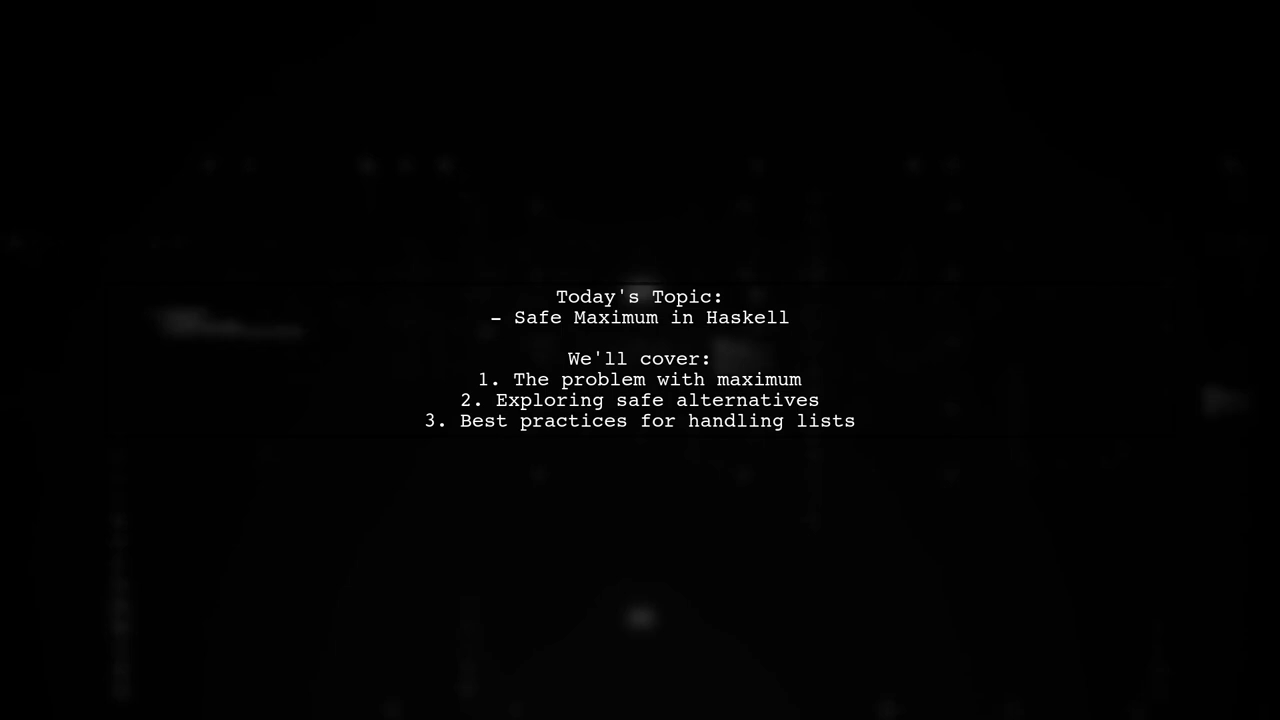 Today's Topic:
- Safe Maximum in Haskell
We'll cover:
1. The problem with maximum
2. Exploring safe alternatives
3. Best practices for handling lists